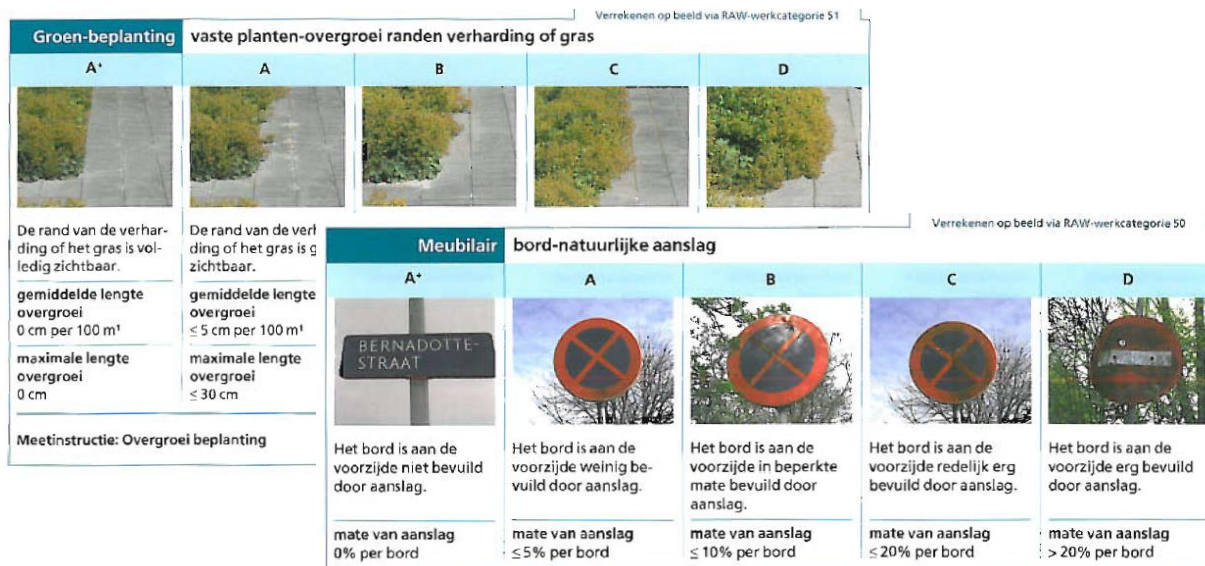 Verrekenen op beeld via RAW-werkcategorie 51
Groen-beplanting vaste planten-overgroei randen verharding of gras
A+ A B C D
De rand van de verhar-
ding of het gras is vol-
ledig zichtbaar.
gemiddelde lengte
overgroei
0 cm per 100 m¹
maximale lengte
overgroei
0 cm
De rand van de verh
ding of het gras is g
zichtbaar.
gemiddelde lengte
overgroei
≤ 5 cm per 100 m¹
maximale lengte
overgroei
≤ 30 cm
Meetinstructie: Overgroei beplanting
Verrekenen op beeld via RAW-werkcategorie 50
Meubilair bord-natuurlijke aanslag
A+ A B C D
BERNADOTTE-
STRAAT
Het bord is aan de
voorzijde niet bevuild
door aanslag.
mate van aanslag
0% per bord
Het bord is aan de
voorzijde weinig be-
vuild door aanslag.
mate van aanslag
≤ 5% per bord
Het bord is aan de
voorzijde in beperkte
mate bevuild door
aanslag.
mate van aanslag
≤ 10% per bord
Het bord is aan de
voorzijde redelijk erg
bevuild door aanslag.
mate van aanslag
≤ 20% per bord
Het bord is aan de
voorzijde erg bevuild
door aanslag.
mate van aanslag
> 20% per bord